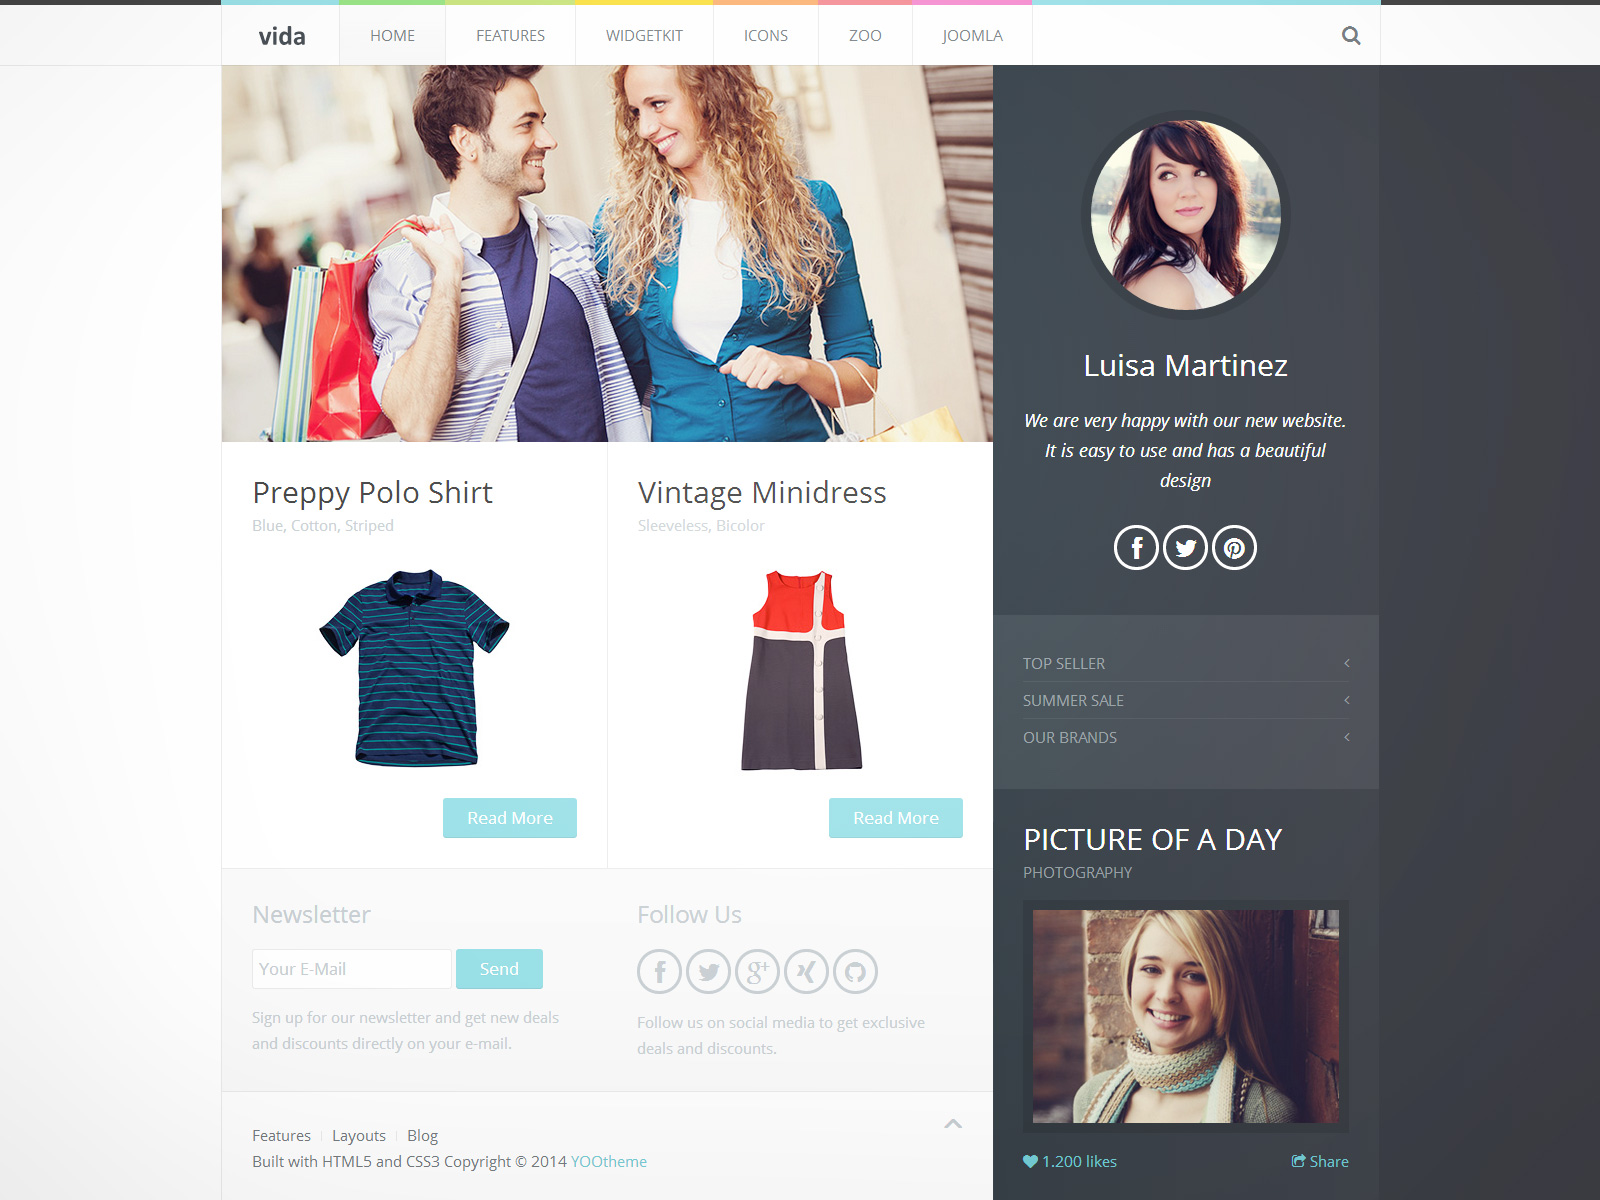 vida
HOME
FEATURES
WIDGETKIT
ICONS
ZOO
JOOMLA
Luisa Martinez
We are very happy with our new website.
It is easy to use and has a beautiful
design
Preppy Polo Shirt
Blue, Cotton, Striped
Read More
Vintage Minidress
Sleeveless, Bicolor
Read More
TOP SELLER
SUMMER SALE
OUR BRANDS
PICTURE OF A DAY
PHOTOGRAPHY
1.200 likes
Share
Newsletter
Your E-Mail
Send
Sign up for our newsletter and get new deals
and discounts directly on your e-mail.
Follow Us
Follow us on social media to get exclusive
deals and discounts.
Features
Layouts
Blog
Built with HTML5 and CSS3 Copyright © 2014 YOOtheme